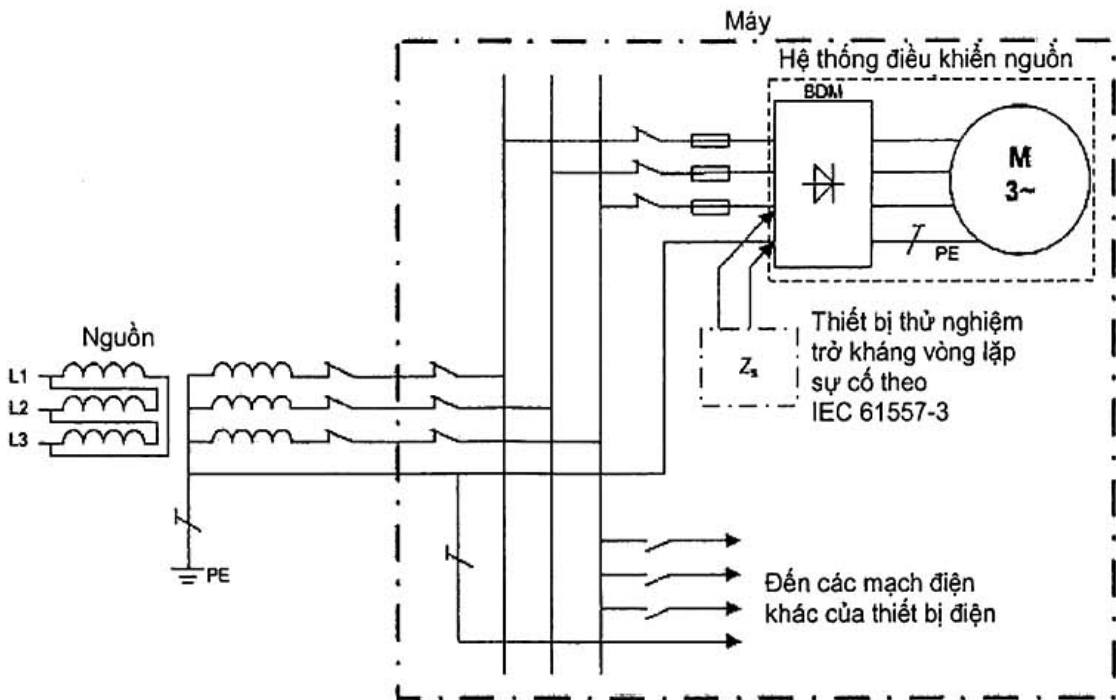 Máy
Hệ thống điều khiển nguồn
BDM
M
3~
PE
Nguồn
L1
L2
L3
Thiết bị thử nghiệm
trở kháng vòng lặp
sự cố theo
IEC 61557-3
Zs
PE
Đến các mạch điện
khác của thiết bị điện